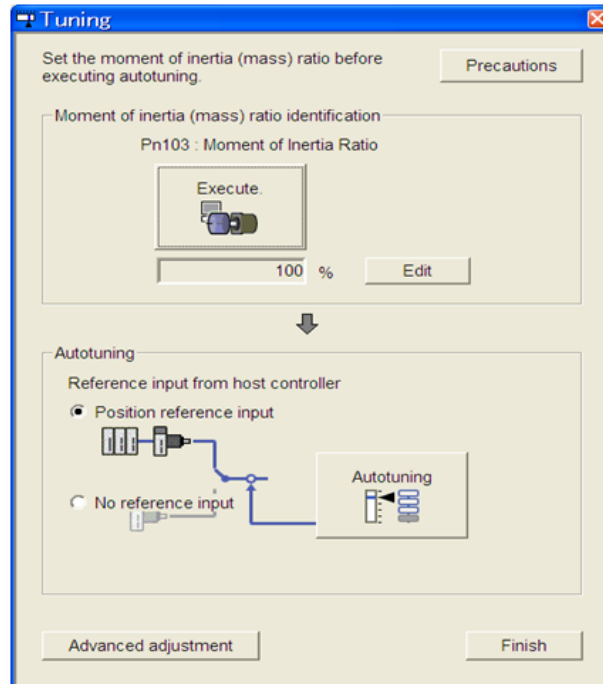 Tuning
Set the moment of inertia (mass) ratio before
executing autotuning.
Precautions
Moment of inertia (mass) ratio identification
Pn103 : Moment of Inertia Ratio
Execute.
100 %
Edit
Autotuning
Reference input from host controller
Position reference input
No reference input
Autotuning
Advanced adjustment
Finish